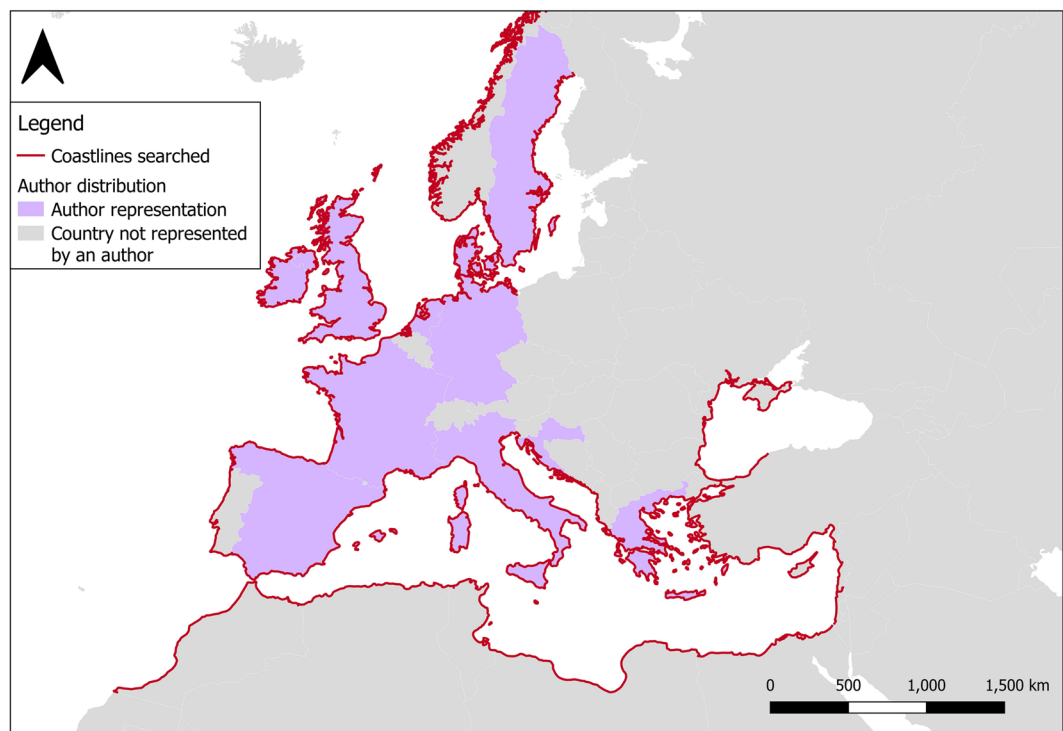 Legend
Coastlines searched
Author distribution
Author representation
Country not represented
by an author
0 500 1,000 1,500 km